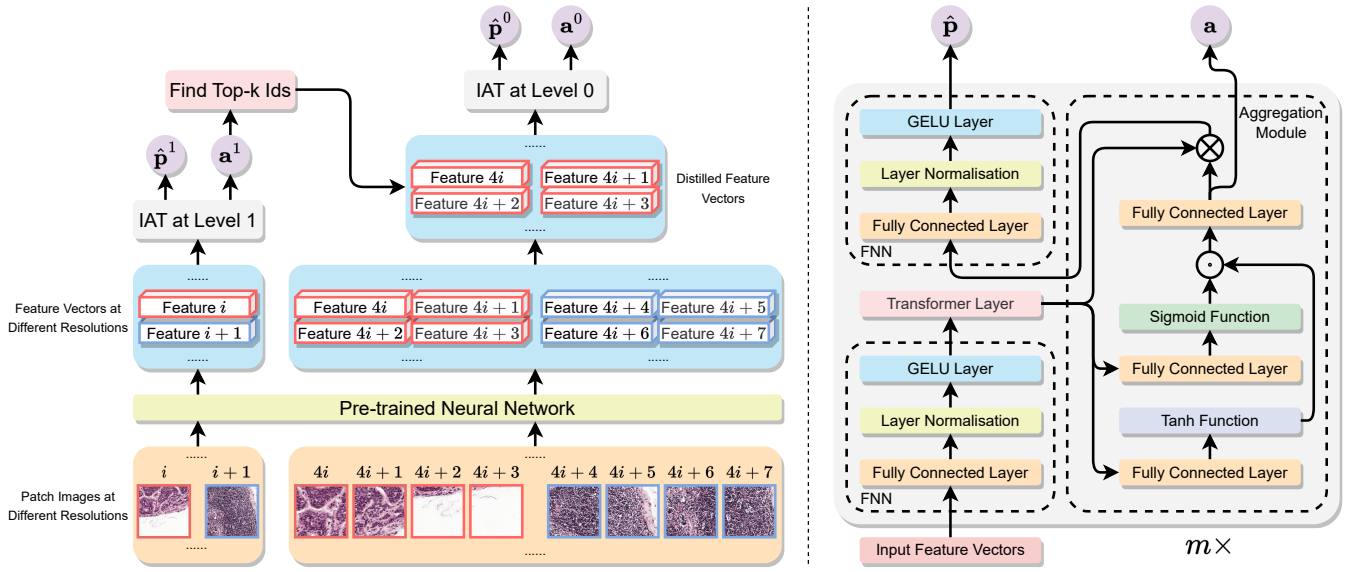 p̂⁰ a⁰
Find Top-k Ids
IAT at Level 0
p̂¹ a¹
......
Feature 4i Feature 4i + 1
Feature 4i + 2 Feature 4i + 3
......
Distilled Feature
Vectors
IAT at Level 1
Feature Vectors at
Different Resolutions
......
Feature i
Feature i + 1
......
...... ......
Feature 4i Feature 4i + 1 Feature 4i + 4 Feature 4i + 5
Feature 4i + 2 Feature 4i + 3 Feature 4i + 6 Feature 4i + 7
...... ......
Pre-trained Neural Network
Patch Images at
Different Resolutions
......
i i + 1
......
......
4i 4i + 1 4i + 2 4i + 3 4i + 4 4i + 5 4i + 6 4i + 7
......
p̂
a
GELU Layer
Layer Normalisation
Fully Connected Layer
FNN
Transformer Layer
GELU Layer
Layer Normalisation
Fully Connected Layer
FNN
Input Feature Vectors
Aggregation
Module
Fully Connected Layer
Sigmoid Function
Fully Connected Layer
Tanh Function
Fully Connected Layer
m×